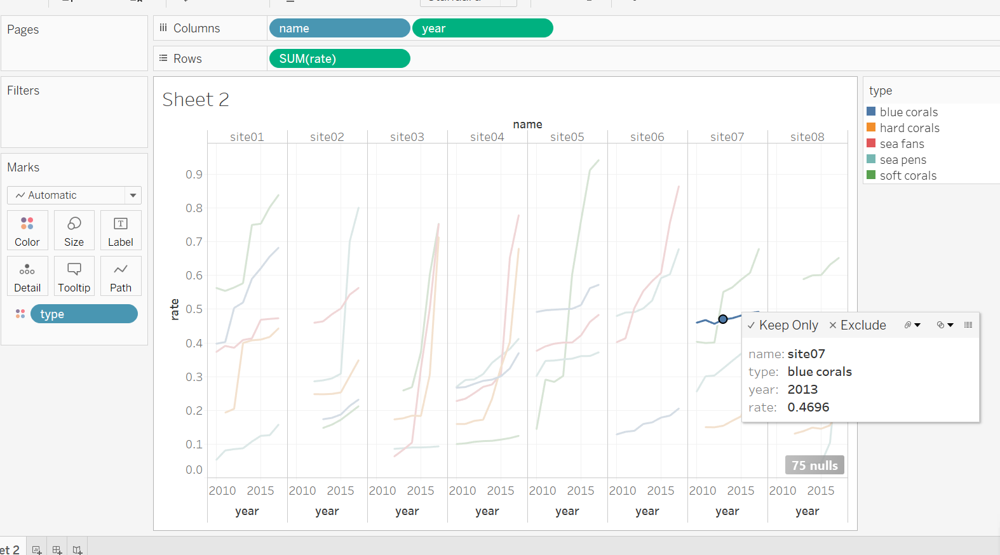 Pages
Columns
name
year
Rows
SUM(rate)
Filters
Marks
Automatic
Color
Size
Label
Detail
Tooltip
Path
type
Sheet 2
name
site01 site02 site03 site04 site05 site06 site07 site08
rate
0.9
0.8
0.7
0.6
0.5
0.4
0.3
0.2
0.1
0.0
2010 2015 2010 2015 2010 2015 2010 2015 2010 2015 2010 2015 2010 2015 2010 2015
year year year year year year year year
75 nulls
Keep Only Exclude
name: site07
type: blue corals
year: 2013
rate: 0.4696
type
blue corals
hard corals
sea fans
sea pens
soft corals
et 2